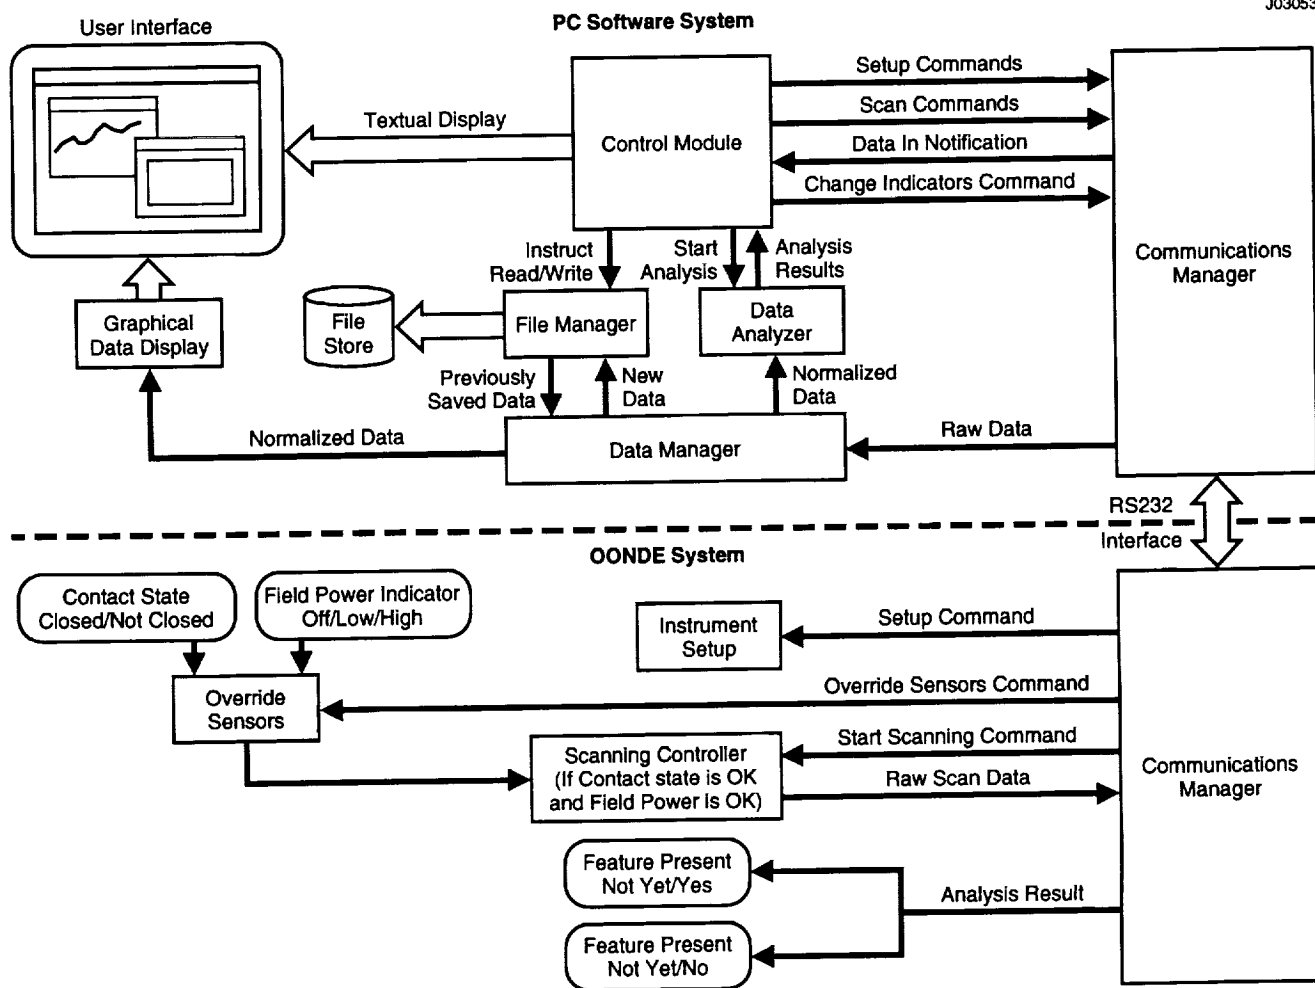 J03053
PC Software System
User Interface
Textual Display
Control Module
Setup Commands
Scan Commands
Data In Notification
Change Indicators Command
Communications
Manager
Instruct
Read/Write
Start
Analysis
Analysis
Results
Graphical
Data Display
File
Store
File Manager
Data
Analyzer
Previously
Saved Data
New
Data
Normalized
Data
Normalized Data
Data Manager
Raw Data
RS232
Interface
OONDE System
Contact State
Closed/Not Closed
Field Power Indicator
Off/Low/High
Instrument
Setup
Setup Command
Override
Sensors
Override Sensors Command
Scanning Controller
(If Contact state is OK
and Field Power is OK)
Start Scanning Command
Raw Scan Data
Communications
Manager
Feature Present
Not Yet/Yes
Analysis Result
Feature Present
Not Yet/No